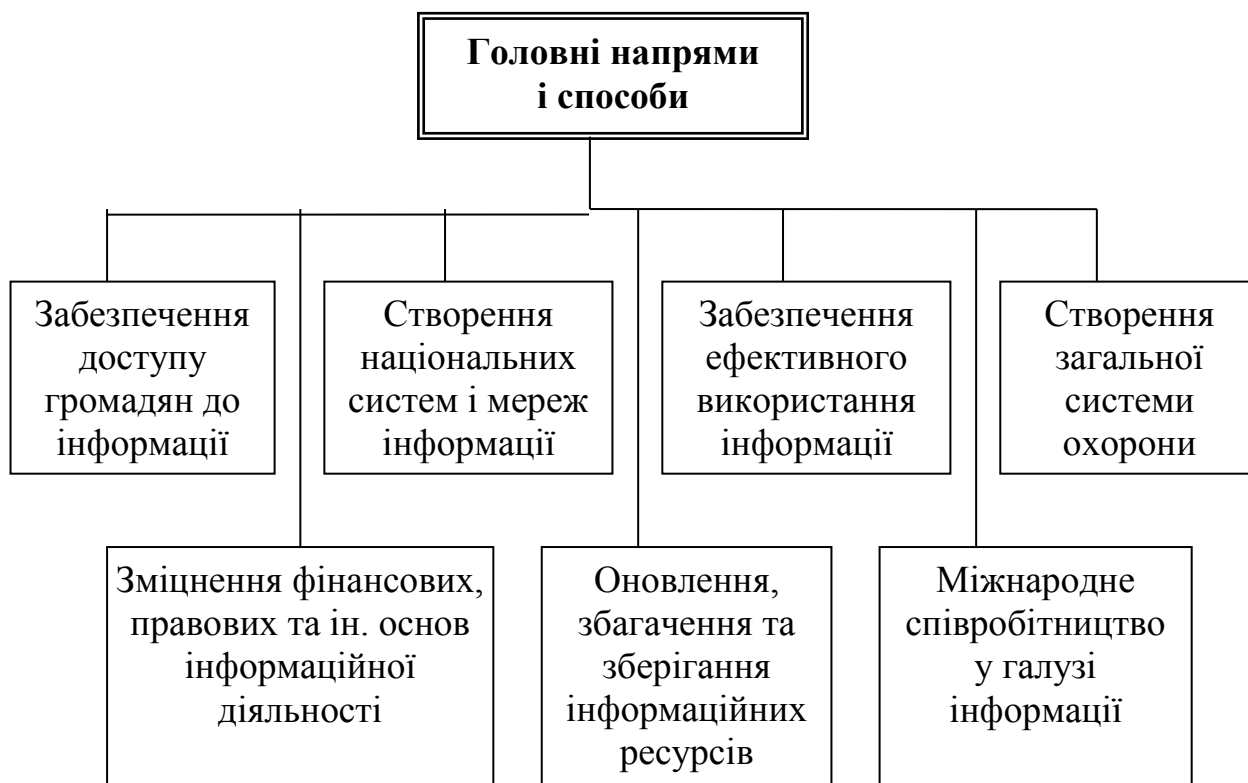 Головні напрями
і способи
Забезпечення
доступу
громадян до
інформації
Створення
національних
систем і мереж
інформації
Забезпечення
ефективного
використання
інформації
Створення
загальної
системи
охорони
Зміцнення фінансових,
правових та ін. основ
інформаційної
діяльності
Оновлення,
збагачення та
зберігання
інформаційних
ресурсів
Міжнародне
співробітництво
у галузі
інформації